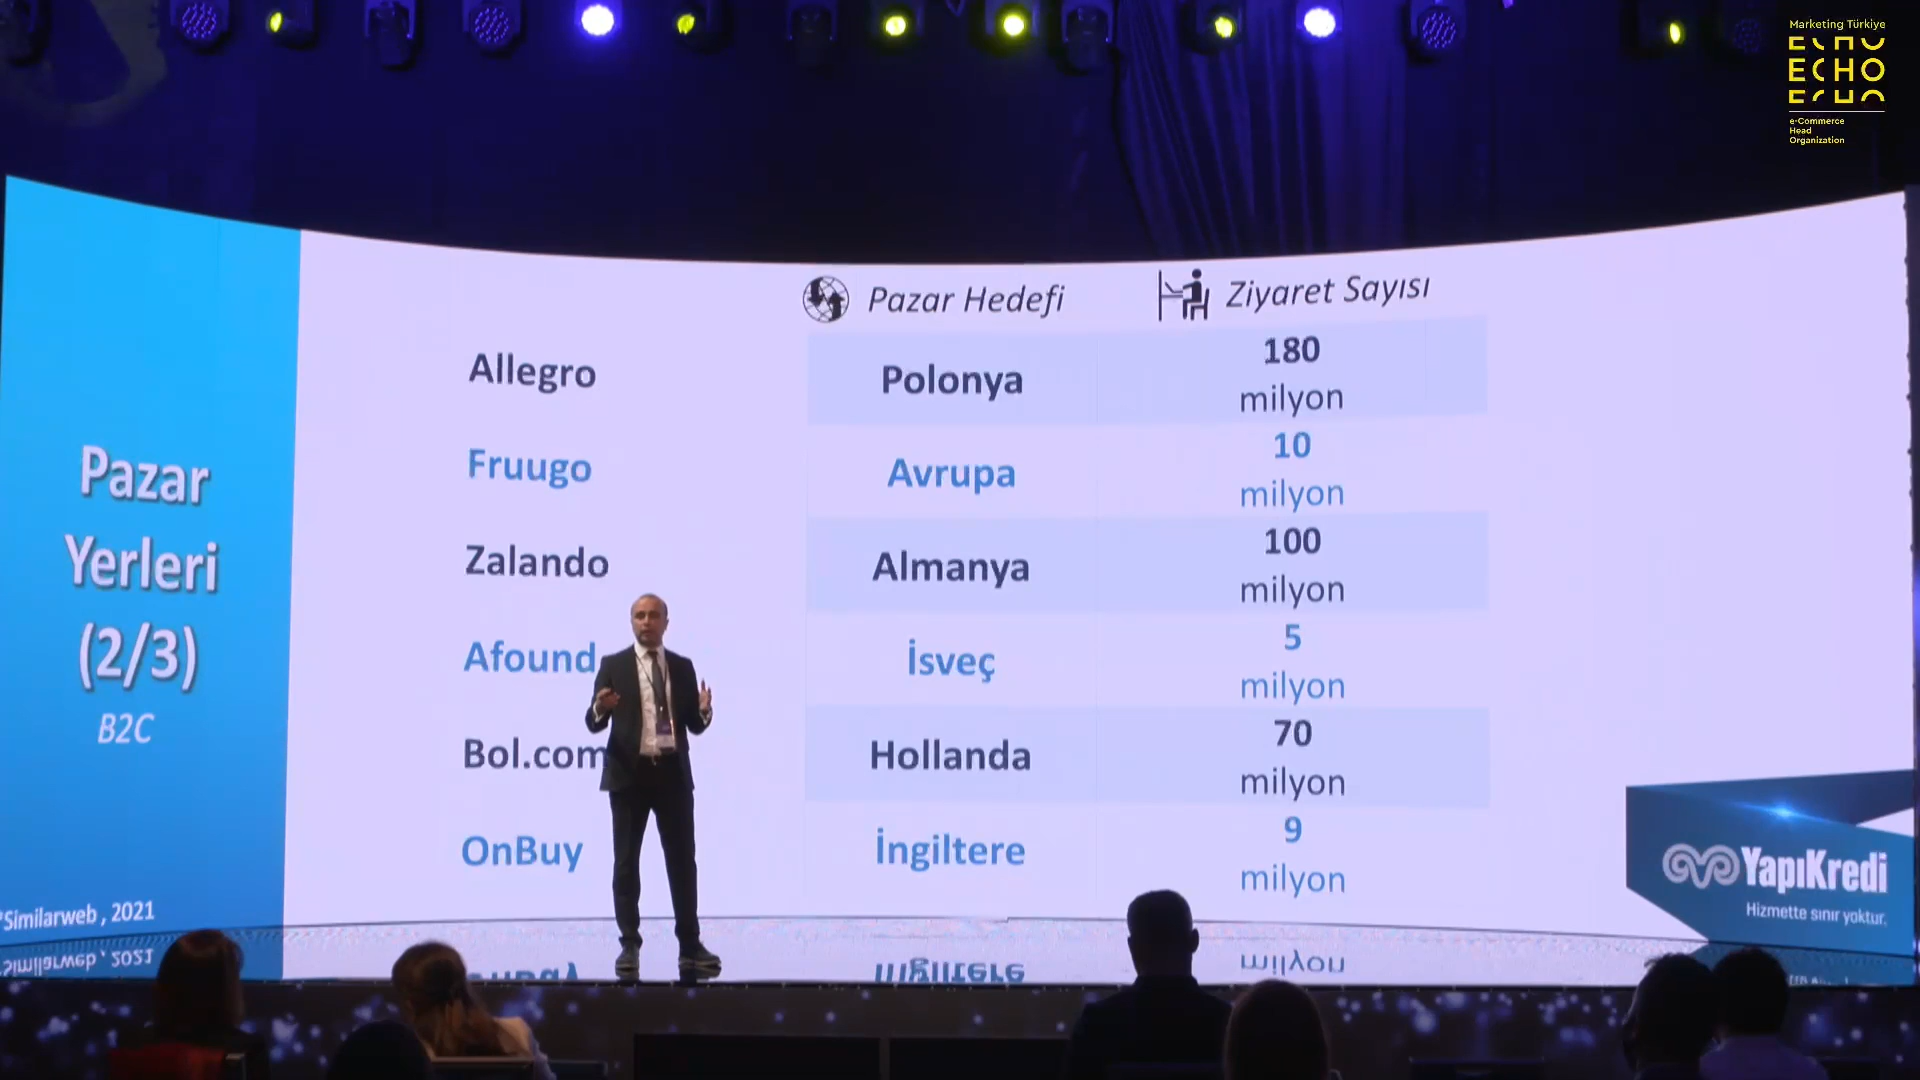 Marketing Türkiye
ECHO
ECHO
ECHO
e-Commerce
Head
Organization
Pazar Hedefi
Ziyaret Sayısı
Allegro
Polonya
180
milyon
Fruugo
Avrupa
10
milyon
Zalando
Almanya
100
milyon
Afound
İsveç
5
milyon
Bol.com
Hollanda
70
milyon
OnBuy
İngiltere
9
milyon
Pazar
Yerleri
(2/3)
B2C
*Similarweb , 2021
YapıKredi
Hizmette sınır yoktur.